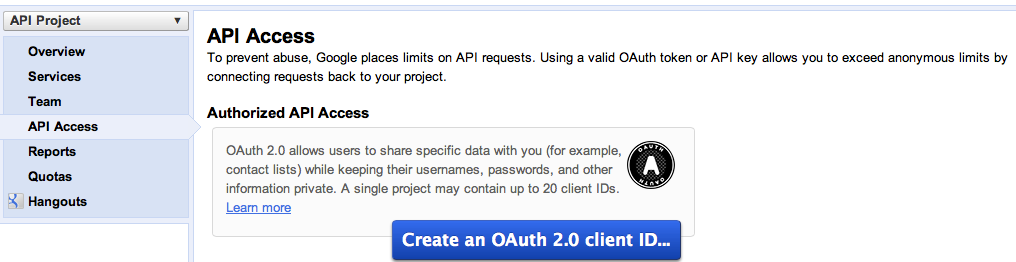 API Project
Overview
Services
Team
API Access
Reports
Quotas
Hangouts
API Access
To prevent abuse, Google places limits on API requests. Using a valid OAuth token or API key allows you to exceed anonymous limits by
connecting requests back to your project.
Authorized API Access
OAuth 2.0 allows users to share specific data with you (for example,
contact lists) while keeping their usernames, passwords, and other
information private. A single project may contain up to 20 client IDs.
Learn more
OAUTH
A
OAUTH
Create an OAuth 2.0 client ID...